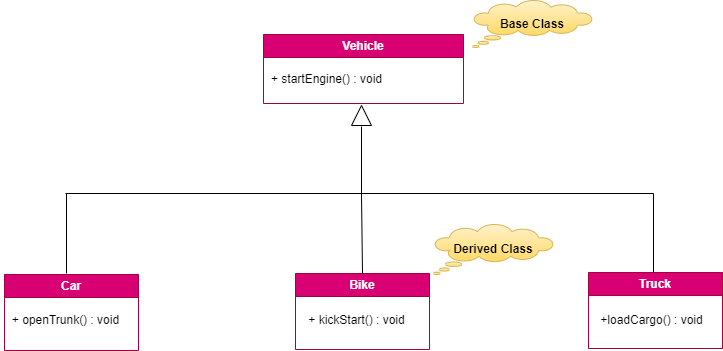 Base Class
Vehicle
+ startEngine() : void
Derived Class
Car
+ openTrunk() : void
Bike
+ kickStart() : void
Truck
+loadCargo() : void